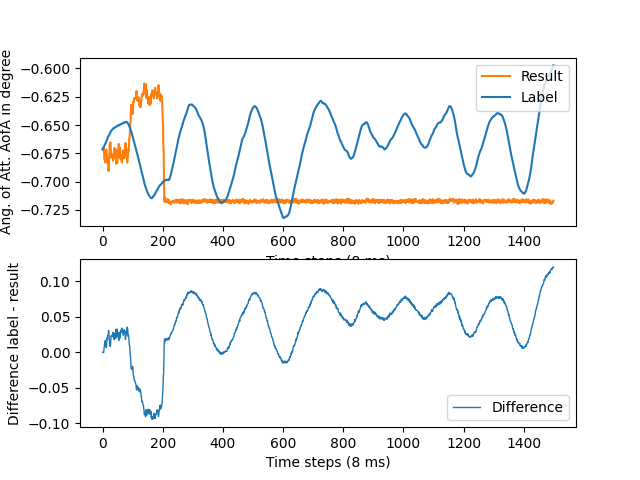 Ang. of Att. AofA in degree
−0.600
−0.625
−0.650
−0.675
−0.700
−0.725
Result
Label
0 200 400 600 800 1000 1200 1400
Time steps (8 ms)
Difference label - result
0.10
0.05
0.00
−0.05
−0.10
Difference
0 200 400 600 800 1000 1200 1400
Time steps (8 ms)